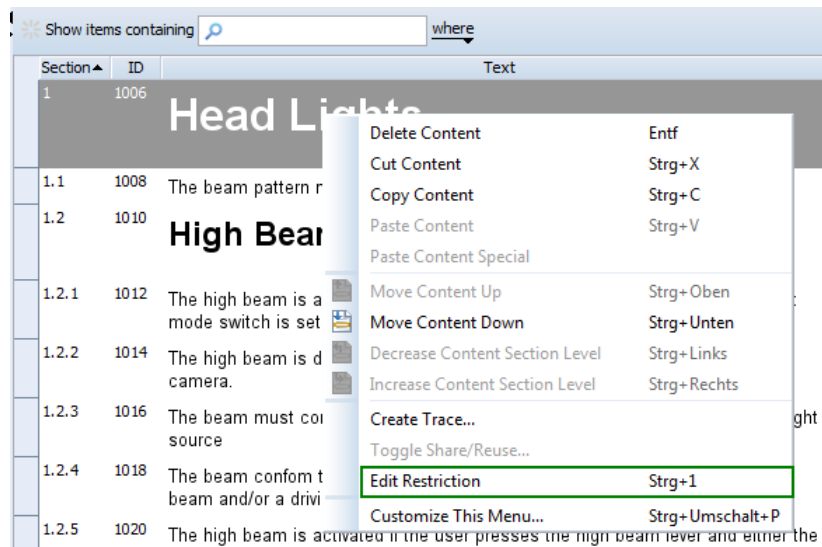 Show items containing where
Section ID Text
1 1006 Head Lights
Delete Content Entf
Cut Content Strg+X
1.1 1008 The beam pattern
Copy Content Strg+C
1.2 1010 High Beam
Paste Content Strg+V
Paste Content Special
1.2.1 1012 The high beam is a
Move Content Up Strg+Oben
mode switch is set
Move Content Down Strg+Unten
1.2.2 1014 The high beam is d
Decrease Content Section Level Strg+Links
camera.
Increase Content Section Level Strg+Rechts
1.2.3 1016 The beam must
Create Trace... ght
source
Toggle Share/Reuse...
1.2.4 1018 The beam confom t
Edit Restriction Strg+1
beam and/or a drivi
Customize This Menu... Strg+Umschalt+P
1.2.5 1020 The high beam is activated if the user presses the high beam lever and either the